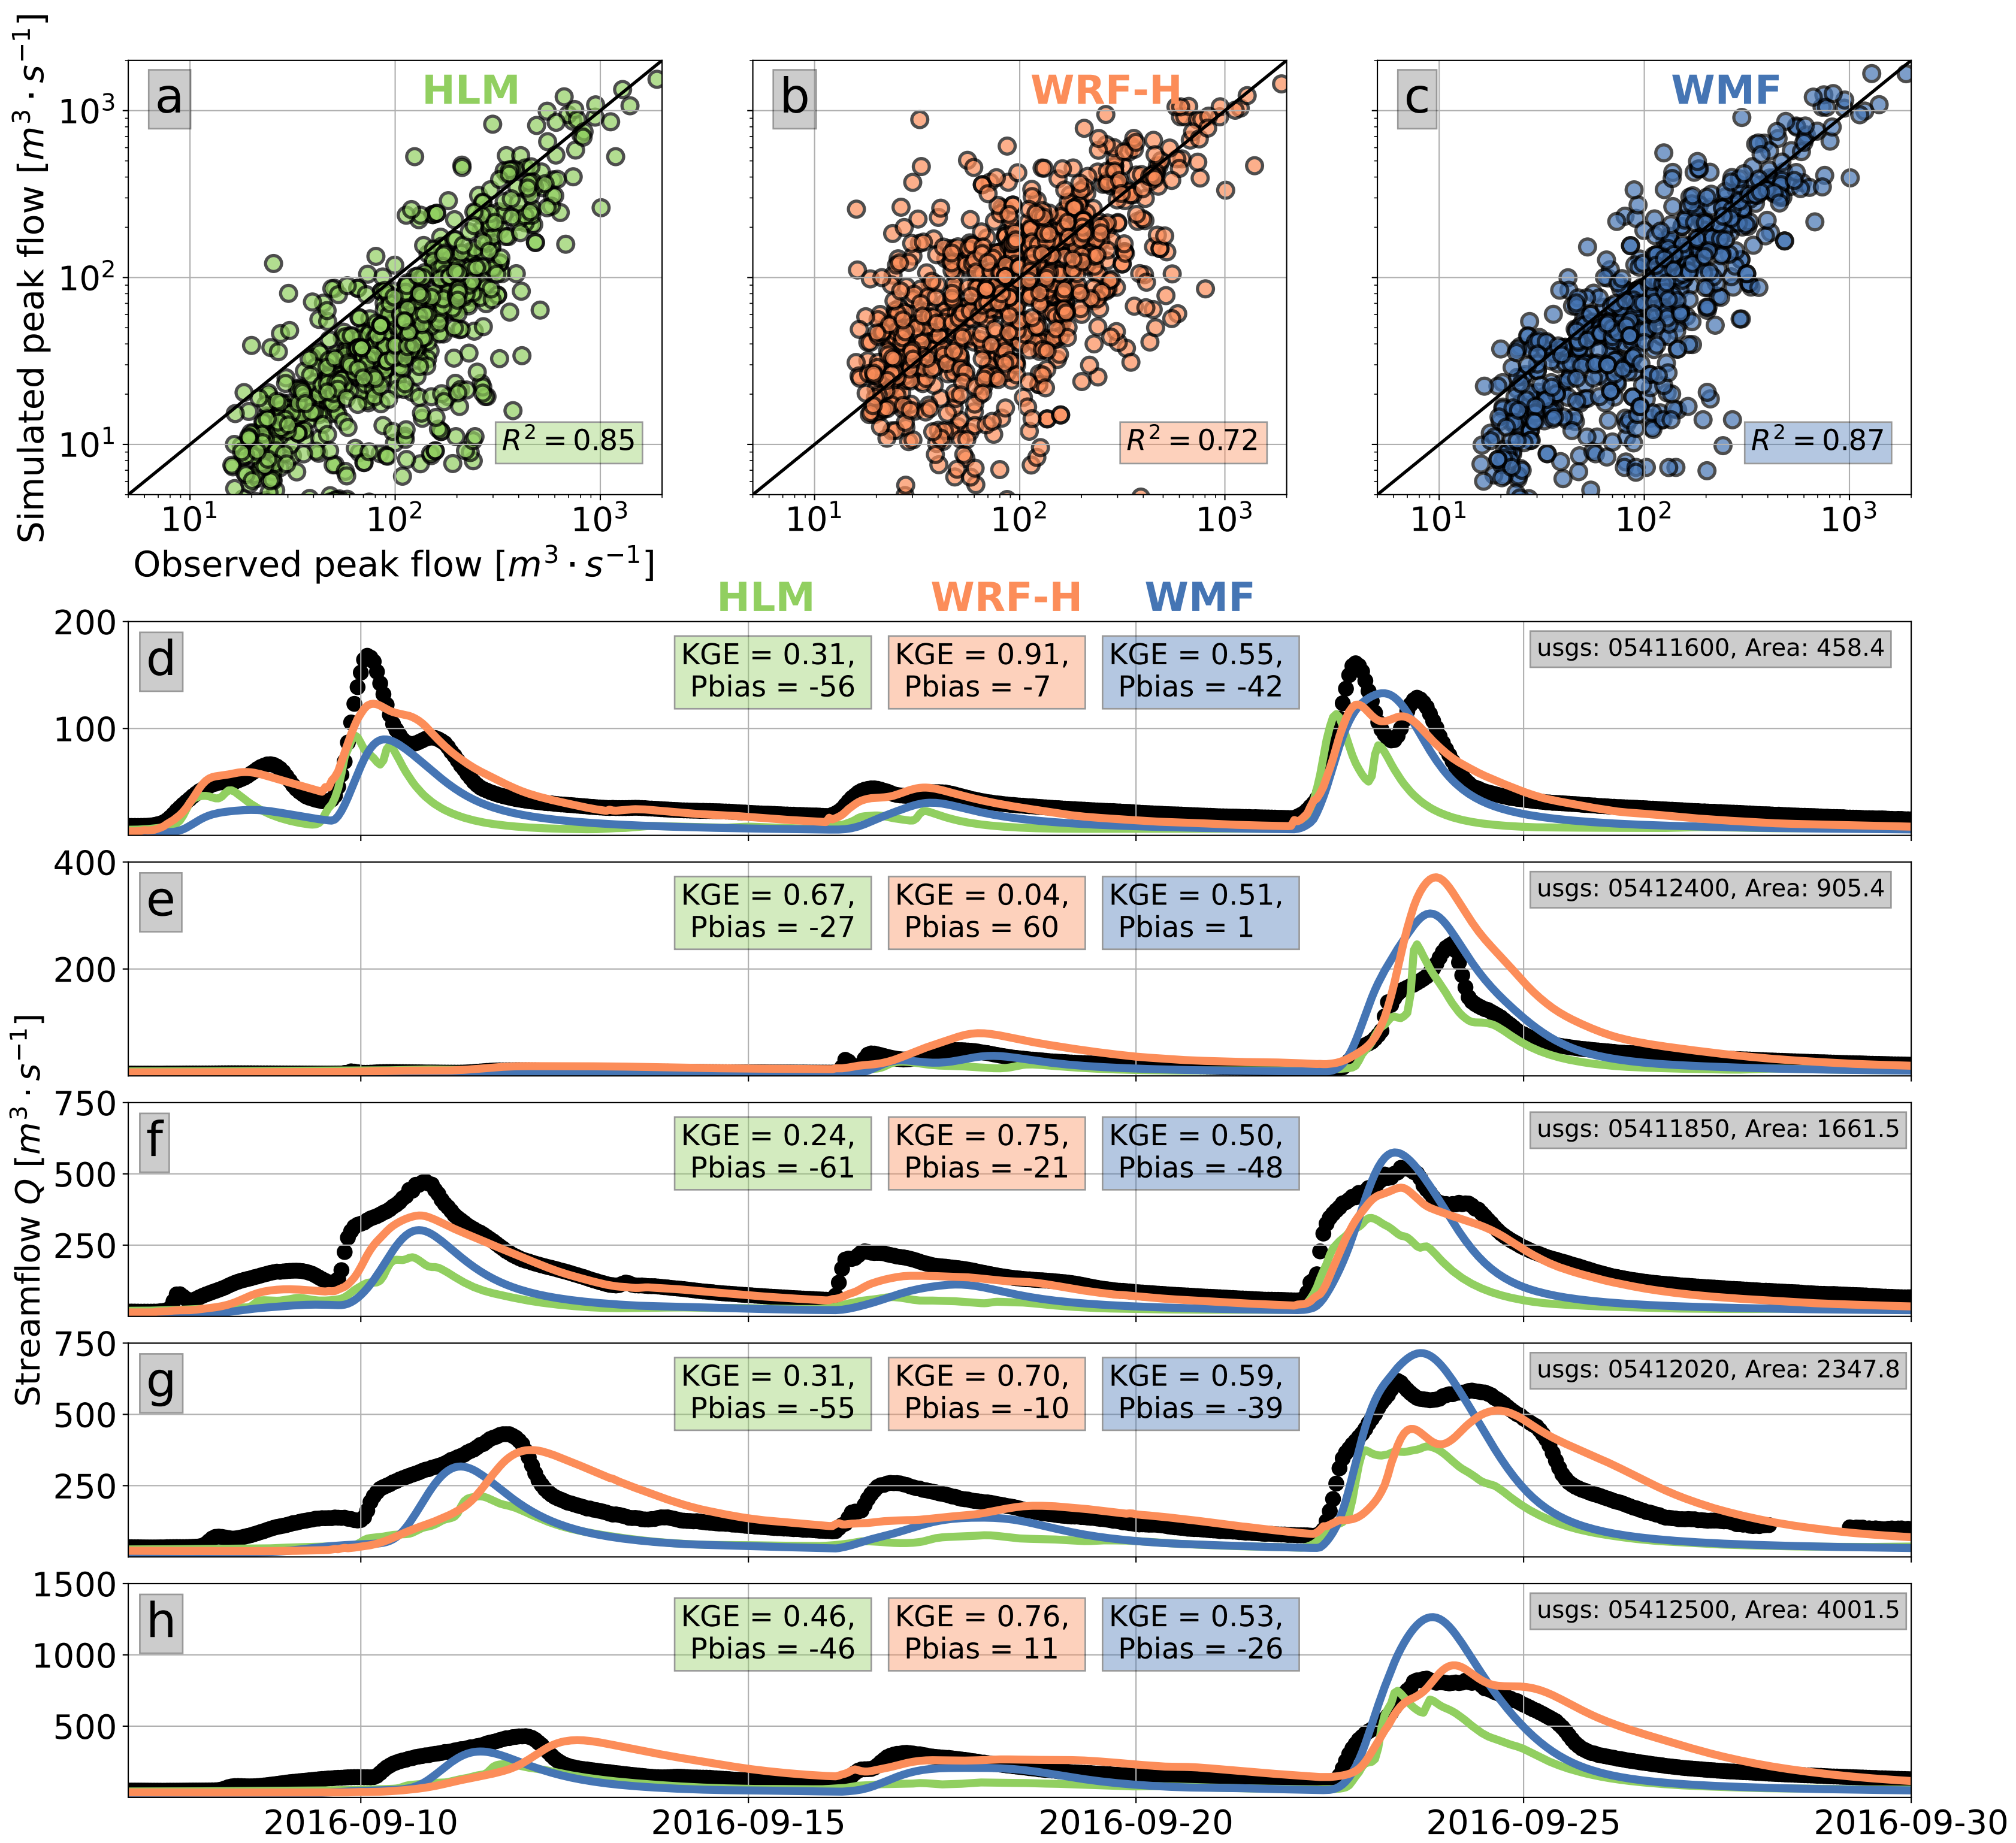 a
HLM
b
WRF-H
c
WMF
Simulated peak flow [m³ · s⁻¹]
10³
10²
10¹
R² = 0.85
R² = 0.72
R² = 0.87
10¹ 10² 10³
10¹ 10² 10³
10¹ 10² 10³
Observed peak flow [m³ · s⁻¹]
HLM WRF-H WMF
Streamflow Q [m³ · s⁻¹]
200
100
d
KGE = 0.31,
Pbias = -56
KGE = 0.91,
Pbias = -7
KGE = 0.55,
Pbias = -42
usgs: 05411600, Area: 458.4
400
200
e
KGE = 0.67,
Pbias = -27
KGE = 0.04,
Pbias = 60
KGE = 0.51,
Pbias = 1
usgs: 05412400, Area: 905.4
750
500
250
f
KGE = 0.24,
Pbias = -61
KGE = 0.75,
Pbias = -21
KGE = 0.50,
Pbias = -48
usgs: 05411850, Area: 1661.5
750
500
250
g
KGE = 0.31,
Pbias = -55
KGE = 0.70,
Pbias = -10
KGE = 0.59,
Pbias = -39
usgs: 05412020, Area: 2347.8
1500
1000
500
h
KGE = 0.46,
Pbias = -46
KGE = 0.76,
Pbias = 11
KGE = 0.53,
Pbias = -26
usgs: 05412500, Area: 4001.5
2016-09-10 2016-09-15 2016-09-20 2016-09-25 2016-09-30